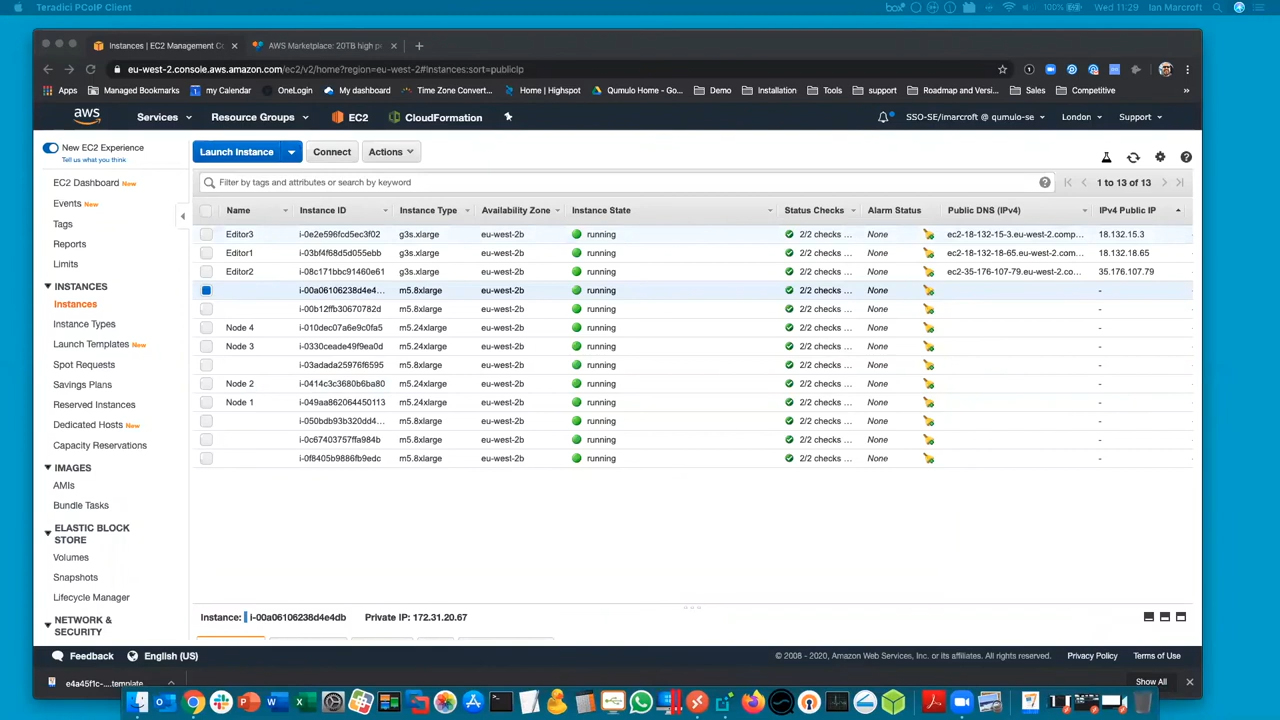 Teradici PCoIP Client
box
100%
Wed 11:29
Ian Marcroft
Instances | EC2 Management Co
AWS Marketplace: 20TB high p
eu-west-2.console.aws.amazon.com/ec2/v2/home?region=eu-west-2#Instances:sort=publicIp
Apps
Managed Bookmarks
my Calendar
OneLogin
My dashboard
Time Zone Convert...
Home | Highspot
Qumulo Home - Go...
Demo
Installation
Tools
support
Roadmap and Versi...
Sales
Competitive
»
aws
Services
Resource Groups
EC2
CloudFormation
SSO-SE/imarcroft @ qumulo-se
London
Support
New EC2 Experience
Tell us what you think
EC2 Dashboard New
Events New
Tags
Reports
Limits
INSTANCES
Instances
Instance Types
Launch Templates New
Spot Requests
Savings Plans
Reserved Instances
Dedicated Hosts New
Capacity Reservations
IMAGES
AMIs
Bundle Tasks
ELASTIC BLOCK
STORE
Volumes
Snapshots
Lifecycle Manager
NETWORK &
SECURITY
Launch Instance
Connect
Actions
Filter by tags and attributes or search by keyword
1 to 13 of 13
Name Instance ID Instance Type Availability Zone Instance State Status Checks Alarm Status Public DNS (IPv4) IPv4 Public IP
Editor3 i-0e2e596fcd5ec3f02 g3s.xlarge eu-west-2b running 2/2 checks ... None ec2-18-132-15-3.eu-west-2.comp... 18.132.15.3
Editor1 i-03bf4f68d5d055ebb g3s.xlarge eu-west-2b running 2/2 checks ... None ec2-18-132-18-65.eu-west-2.com... 18.132.18.65
Editor2 i-08c171bbc91460e61 g3s.xlarge eu-west-2b running 2/2 checks ... None ec2-35-176-107-79.eu-west-2.co... 35.176.107.79
i-00a06106238d4e4... m5.8xlarge eu-west-2b running 2/2 checks ... None -
i-00b12ffb30670782d m5.8xlarge eu-west-2b running 2/2 checks ... None -
Node 4 i-010dec07a6e9c0fa5 m5.24xlarge eu-west-2b running 2/2 checks ... None -
Node 3 i-0330ceade49f9ea0d m5.24xlarge eu-west-2b running 2/2 checks ... None -
i-03adada25976f6595 m5.8xlarge eu-west-2b running 2/2 checks ... None -
Node 2 i-0414c3c3680b6ba80 m5.24xlarge eu-west-2b running 2/2 checks ... None -
Node 1 i-049aa862064450113 m5.24xlarge eu-west-2b running 2/2 checks ... None -
i-050bdb93b320dd4... m5.8xlarge eu-west-2b running 2/2 checks ... None -
i-0c67403757ffa984b m5.8xlarge eu-west-2b running 2/2 checks ... None -
i-0f8405b9886fb9edc m5.8xlarge eu-west-2b running 2/2 checks ... None -
Instance: i-00a06106238d4e4db Private IP: 172.31.20.67
Feedback
English (US)
© 2008 - 2020, Amazon Web Services, Inc. or its affiliates. All rights reserved.
Privacy Policy
Terms of Use
e4a45f1c-....template
Show All